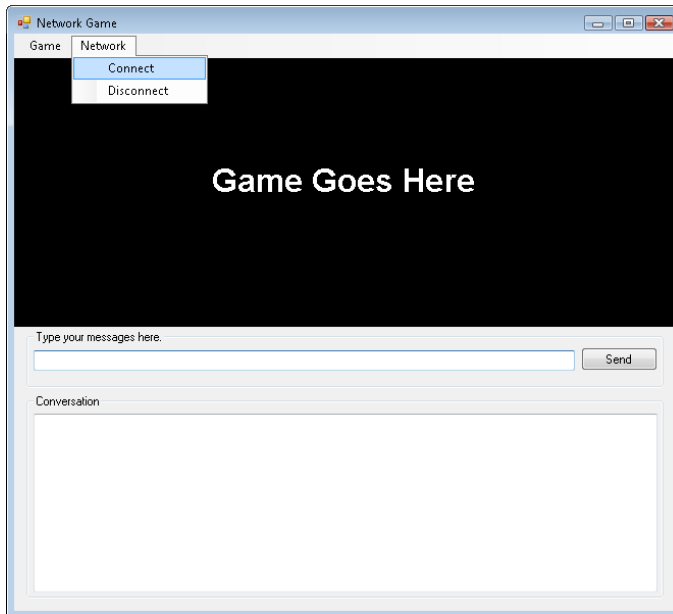 Network Game
Game Network
Connect
Disconnect
Game Goes Here
Type your messages here.
Send
Conversation